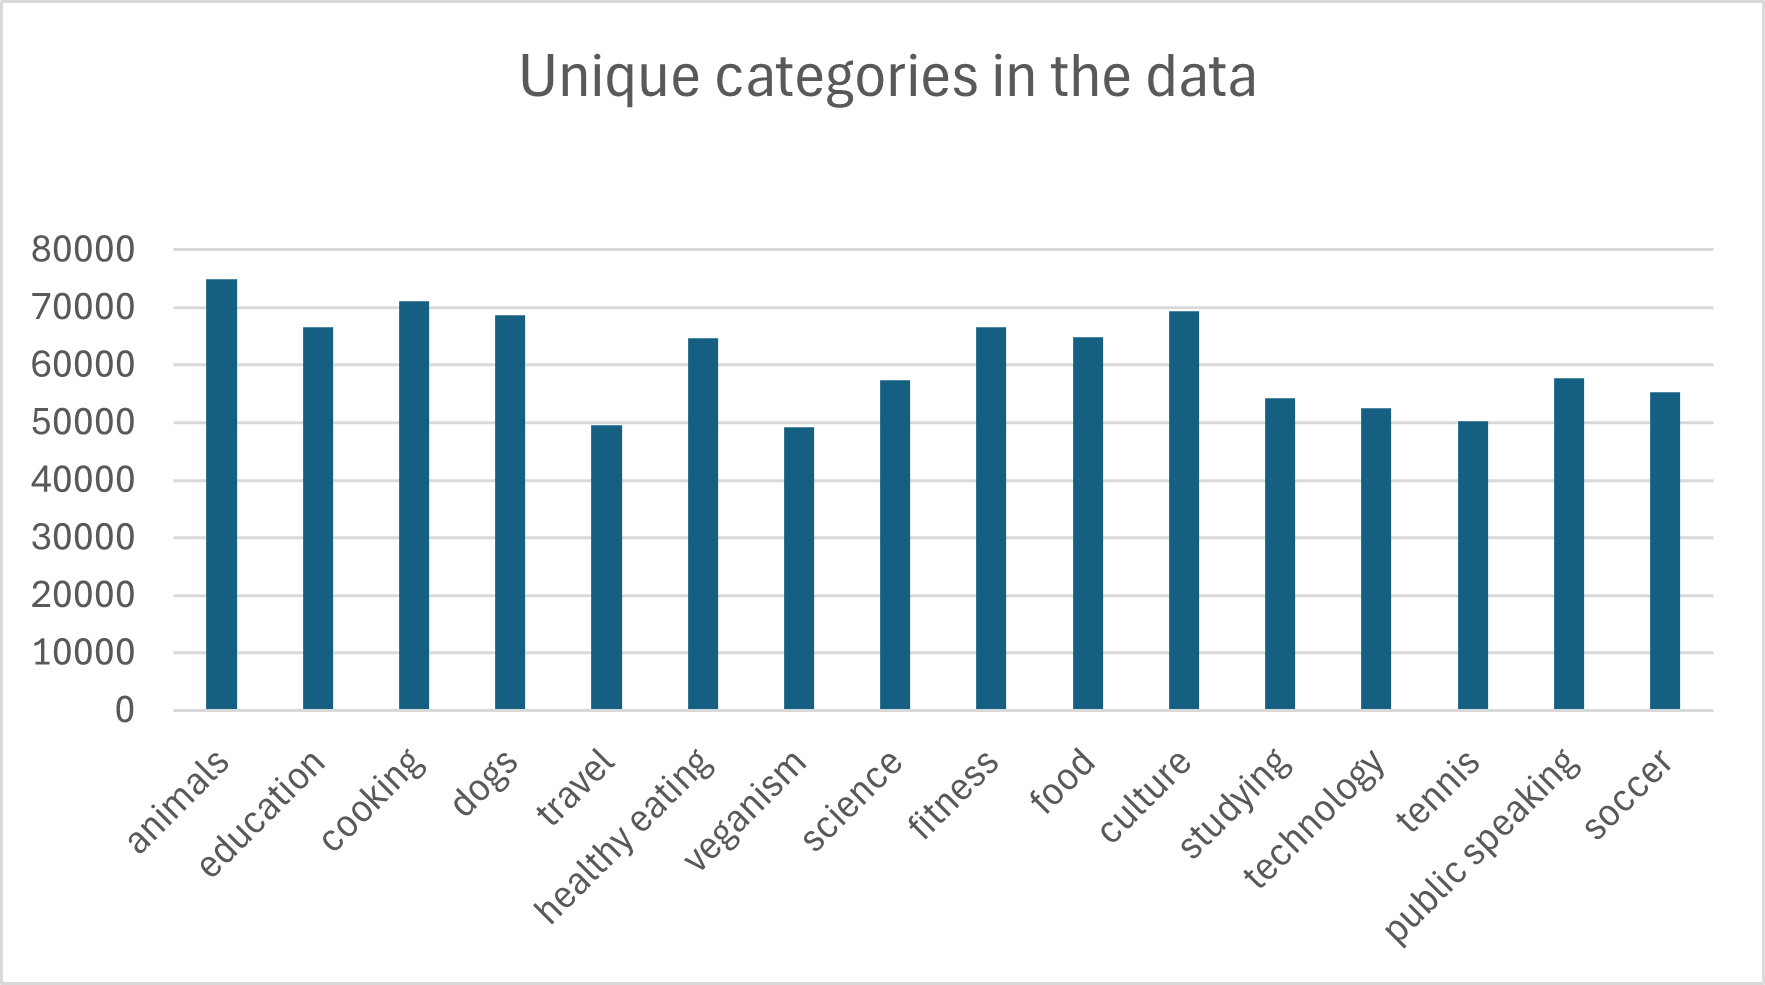 Unique categories in the data
80000
70000
60000
50000
40000
30000
20000
10000
0
animals
education
cooking
dogs
travel
healthy eating
veganism
science
fitness
food
culture
studying
technology
tennis
public speaking
soccer